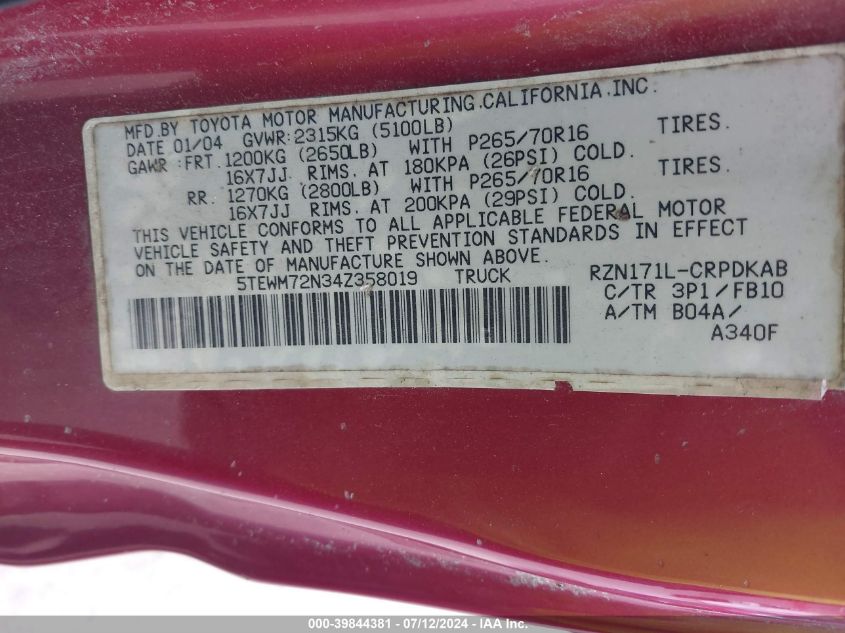 MFD.BY TOYOTA MOTOR MANUFACTURING.CALIFORNIA.INC:
DATE 01/04 GVWR:2315KG (5100LB)
GAWR :FRT.1200KG (2650LB) WITH P265/70R16 TIRES.
16X7JJ RIMS. AT 180KPA (26PSI) COLD.
RR. 1270KG (2800LB) WITH P265/70R16 TIRES.
16X7JJ RIMS. AT 200KPA (29PSI) COLD.
THIS VEHICLE CONFORMS TO ALL APPLICABLE FEDERAL MOTOR
VEHICLE SAFETY AND THEFT PREVENTION STANDARDS IN EFFECT
ON THE DATE OF MANUFACTURE SHOWN ABOVE.
5TEWM72N34Z358019 TRUCK RZN171L-CRPDKAB
C/TR 3P1/FB10
A/TM B04A/
A340F
000-39844381 / 07/12/2024 - IAA Inc.